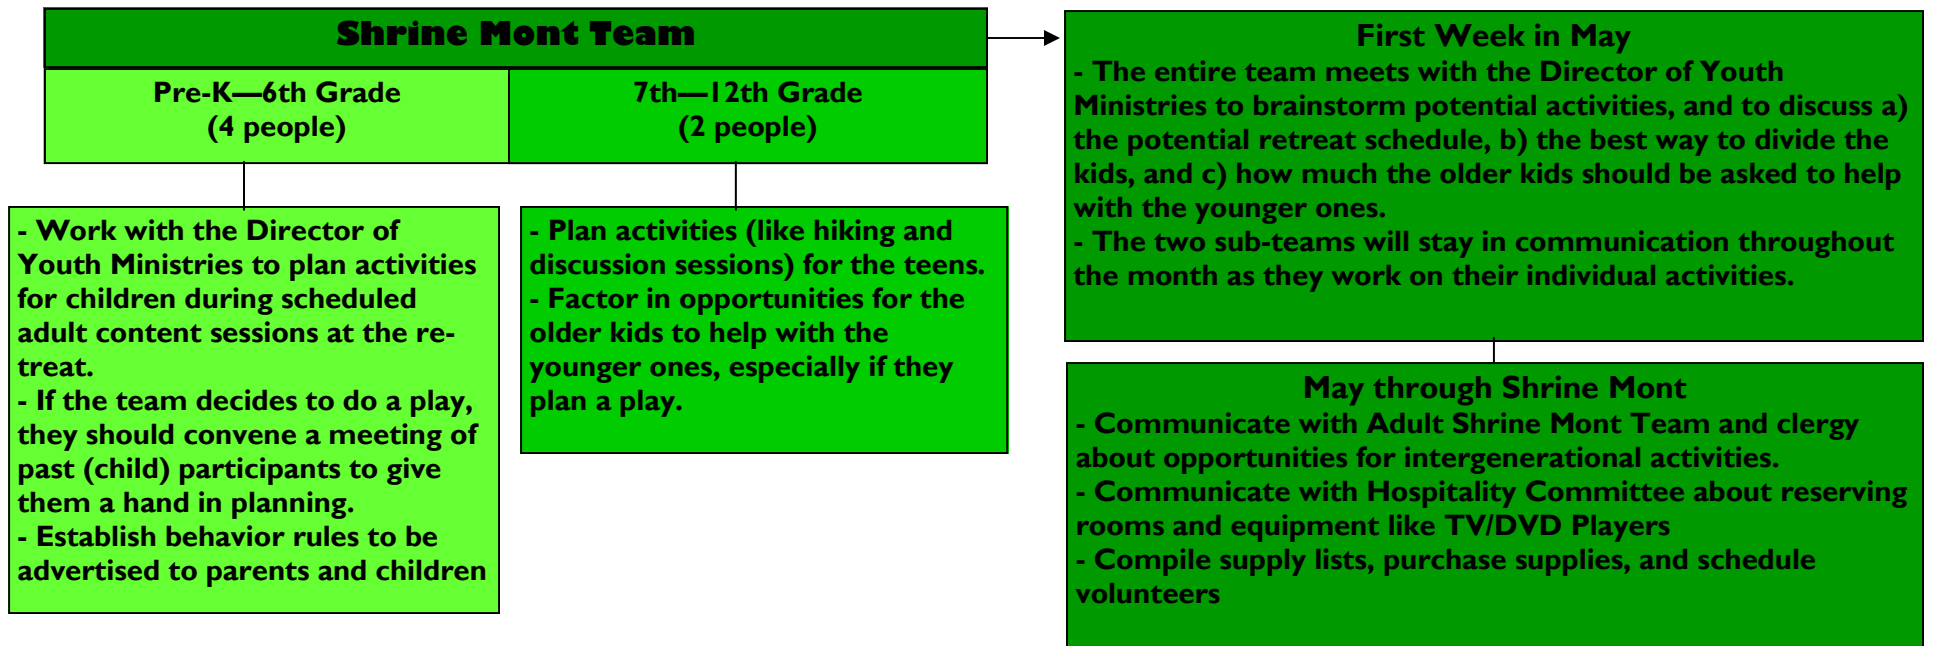 Shrine Mont Team
Pre-K—6th Grade
(4 people)
7th—12th Grade
(2 people)
- Work with the Director of
Youth Ministries to plan activities
for children during scheduled
adult content sessions at the re-
treat.
- If the team decides to do a play,
they should convene a meeting of
past (child) participants to give
them a hand in planning.
- Establish behavior rules to be
advertised to parents and children
- Plan activities (like hiking and
discussion sessions) for the teens.
- Factor in opportunities for the
older kids to help with the
younger ones, especially if they
plan a play.
First Week in May
- The entire team meets with the Director of Youth
Ministries to brainstorm potential activities, and to discuss a)
the potential retreat schedule, b) the best way to divide the
kids, and c) how much the older kids should be asked to help
with the younger ones.
- The two sub-teams will stay in communication throughout
the month as they work on their individual activities.
May through Shrine Mont
- Communicate with Adult Shrine Mont Team and clergy
about opportunities for intergenerational activities.
- Communicate with Hospitality Committee about reserving
rooms and equipment like TV/DVD Players
- Compile supply lists, purchase supplies, and schedule
volunteers